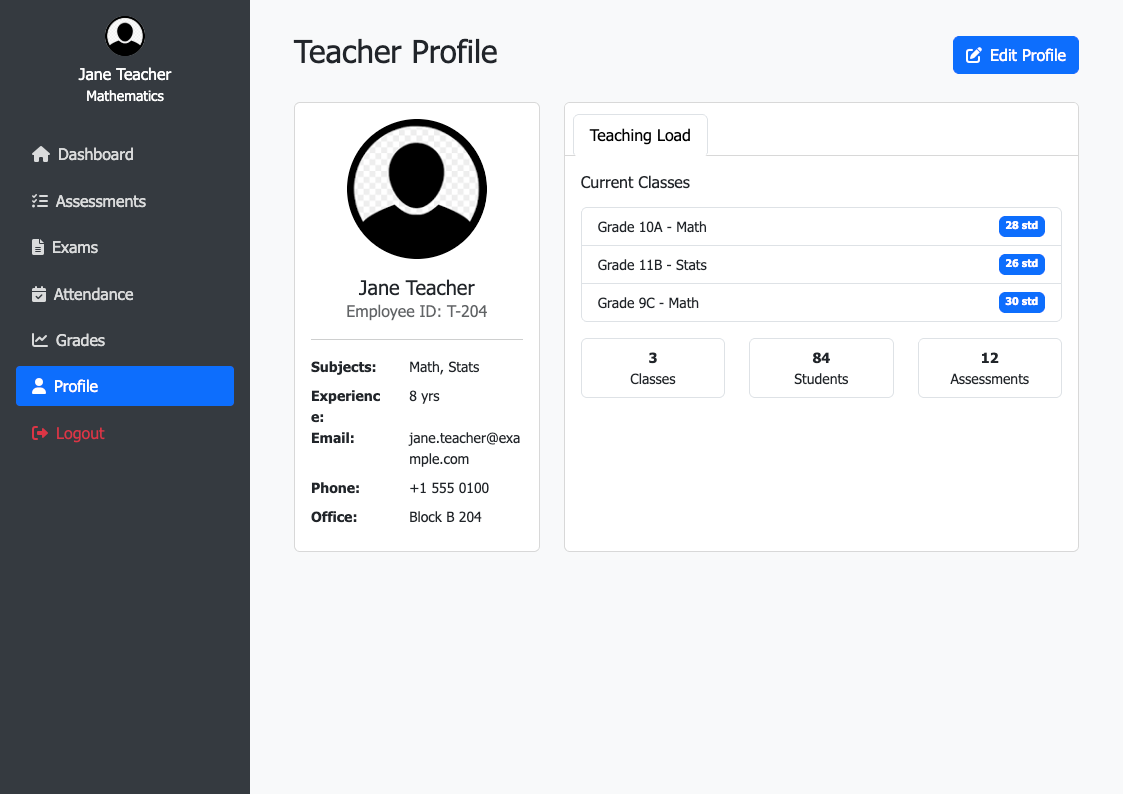 Jane Teacher
Mathematics
Dashboard
Assessments
Exams
Attendance
Grades
Profile
Logout
Teacher Profile
Edit Profile
Jane Teacher
Employee ID: T-204
Subjects: Math, Stats
Experienc 8 yrs
e:
Email: jane.teacher@exa
mple.com
Phone: +1 555 0100
Office: Block B 204
Teaching Load
Current Classes
Grade 10A - Math 28 std
Grade 11B - Stats 26 std
Grade 9C - Math 30 std
3 84 12
Classes Students Assessments